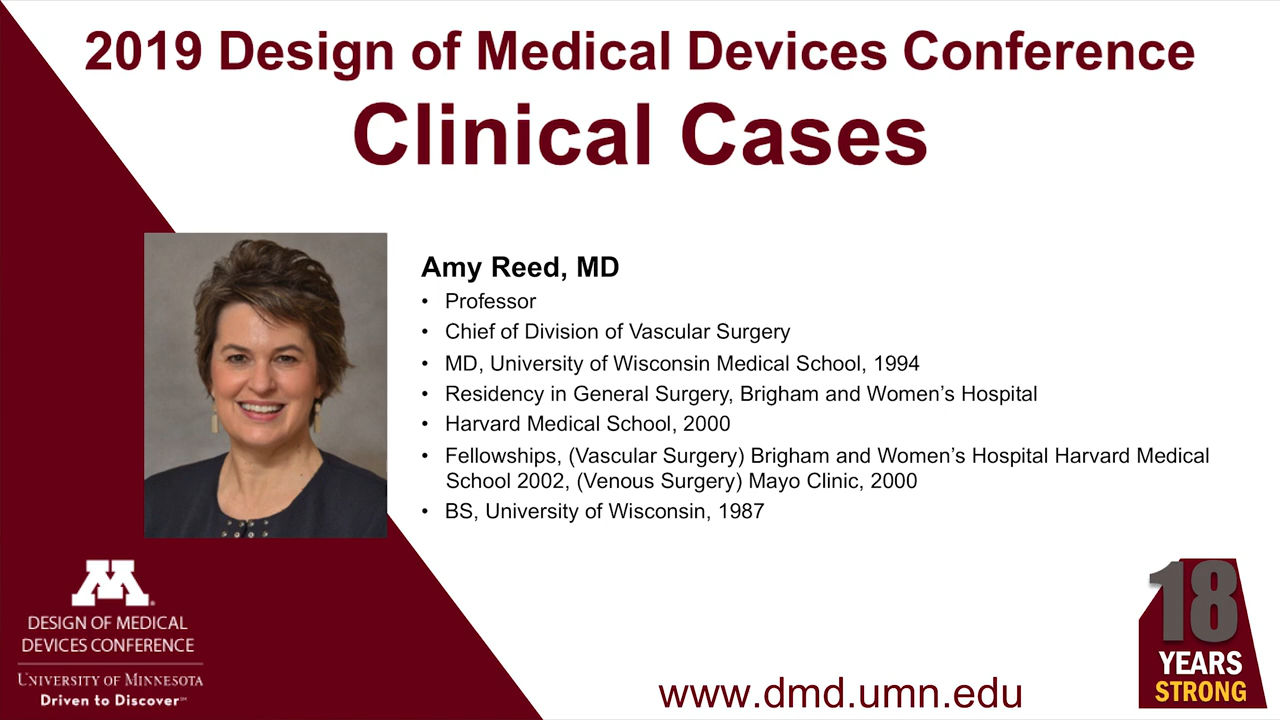 2019 Design of Medical Devices Conference
Clinical Cases
Amy Reed, MD
• Professor
• Chief of Division of Vascular Surgery
• MD, University of Wisconsin Medical School, 1994
• Residency in General Surgery, Brigham and Women’s Hospital
• Harvard Medical School, 2000
• Fellowships, (Vascular Surgery) Brigham and Women’s Hospital Harvard Medical
School 2002, (Venous Surgery) Mayo Clinic, 2000
• BS, University of Wisconsin, 1987
M
DESIGN OF MEDICAL
DEVICES CONFERENCE
UNIVERSITY OF MINNESOTA
Driven to Discover℠
www.dmd.umn.edu
18
YEARS
STRONG